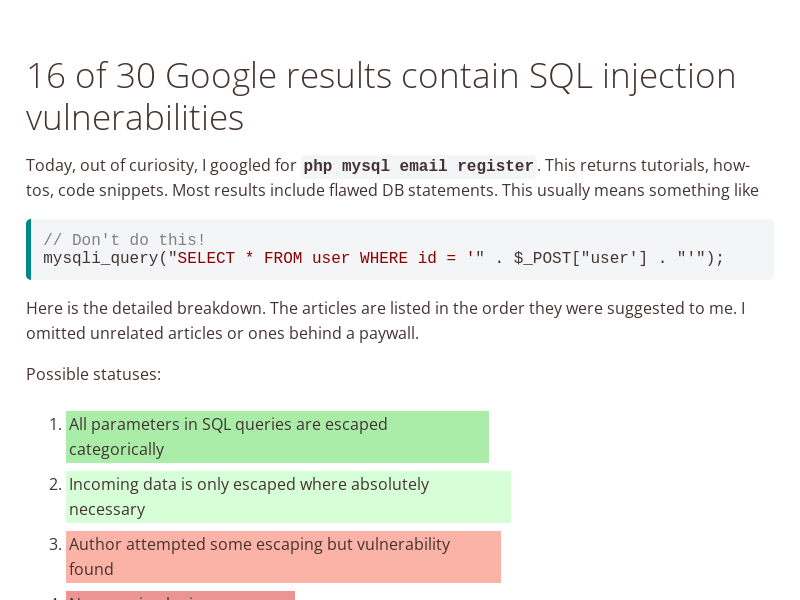 16 of 30 Google results contain SQL injection
vulnerabilities
Today, out of curiosity, I googled for php mysql email register. This returns tutorials, how-
tos, code snippets. Most results include flawed DB statements. This usually means something like
// Don't do this!
mysqli_query("SELECT * FROM user WHERE id = '" . $_POST["user'] . "'");
Here is the detailed breakdown. The articles are listed in the order they were suggested to me. I
omitted unrelated articles or ones behind a paywall.
Possible statuses:
1. All parameters in SQL queries are escaped
categorically
2. Incoming data is only escaped where absolutely
necessary
3. Author attempted some escaping but vulnerability
found